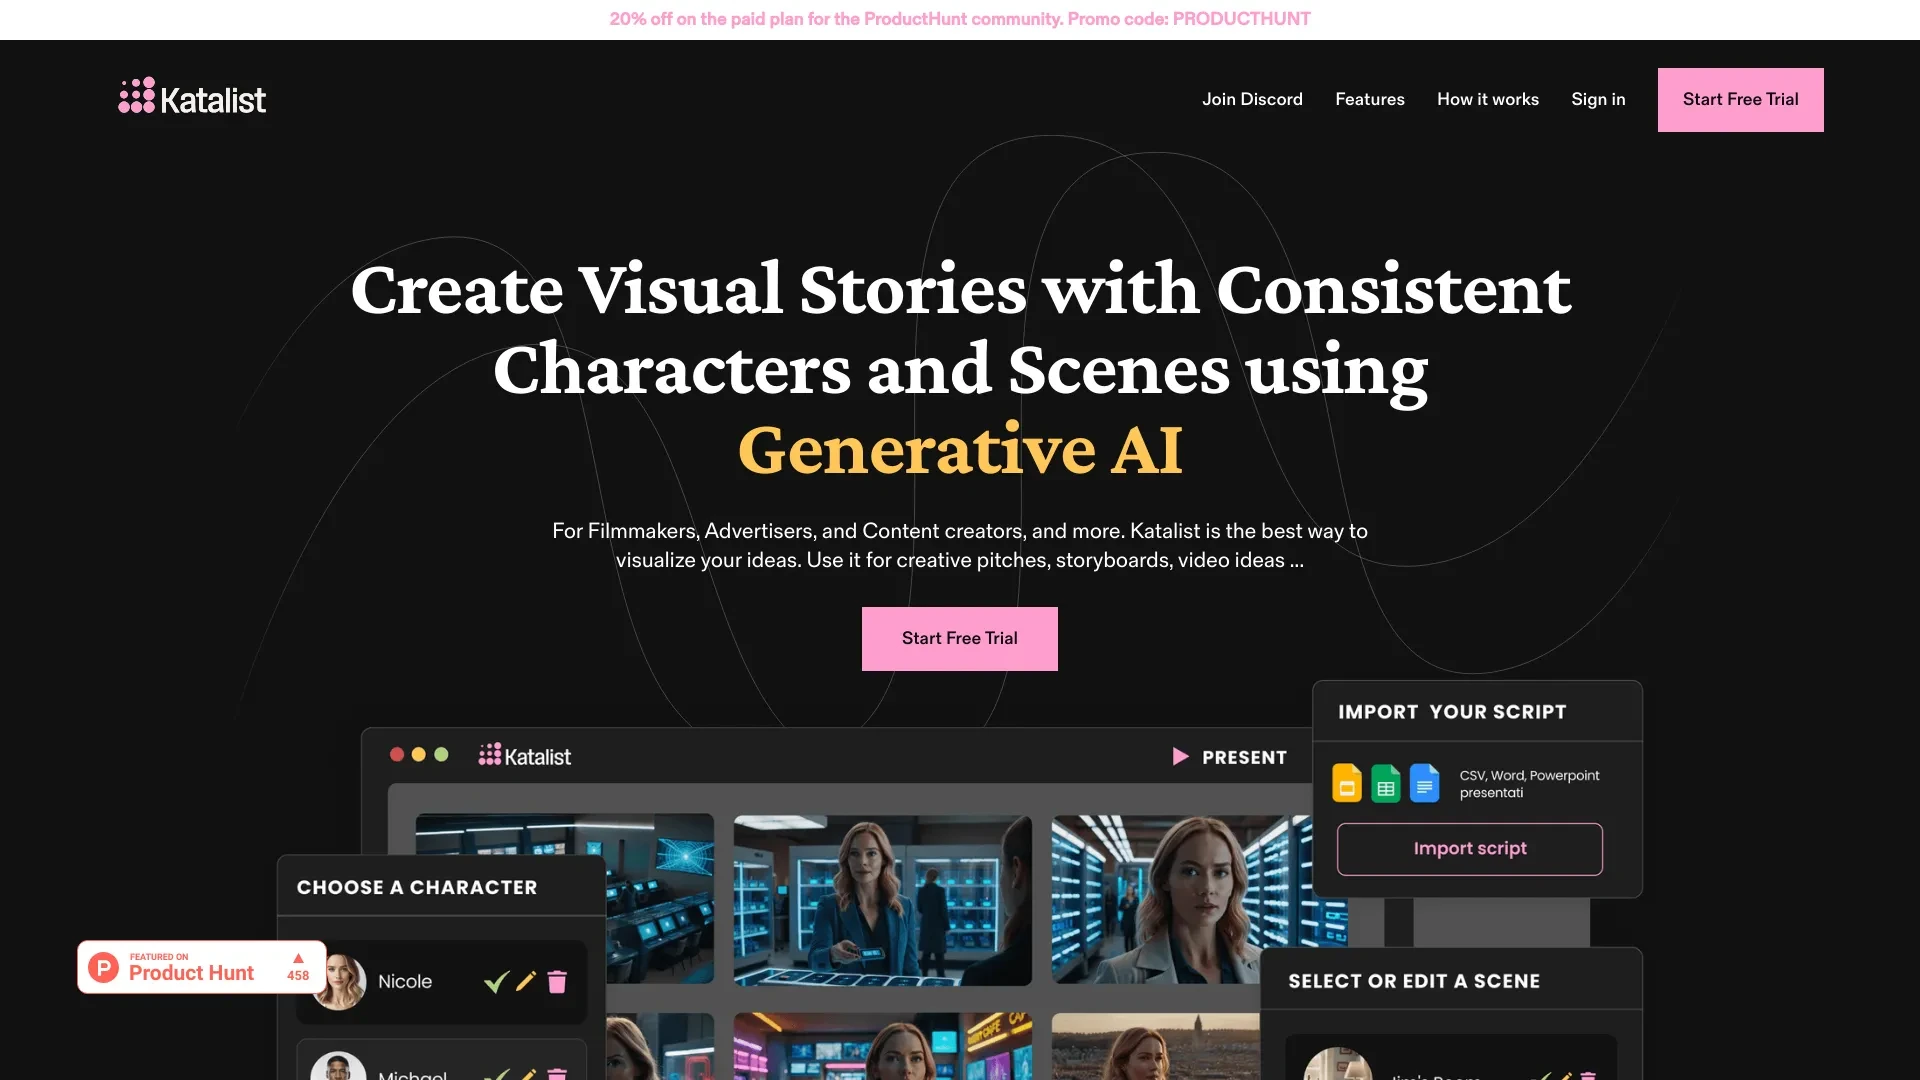 20% off on the paid plan for the ProductHunt community. Promo code: PRODUCTHUNT
Katalist
Join Discord
Features
How it works
Sign in
Start Free Trial
Create Visual Stories with Consistent
Characters and Scenes using
Generative AI
For Filmmakers, Advertisers, and Content creators, and more. Katalist is the best way to
visualize your ideas. Use it for creative pitches, storyboards, video ideas ...
Start Free Trial
IMPORT YOUR SCRIPT
CSV, Word, Powerpoint
presentati
Import script
Katalist
PRESENT
CHOOSE A CHARACTER
Nicole
Michael
FEATURED ON
Product Hunt
458
SELECT OR EDIT A SCENE
Jim's Room